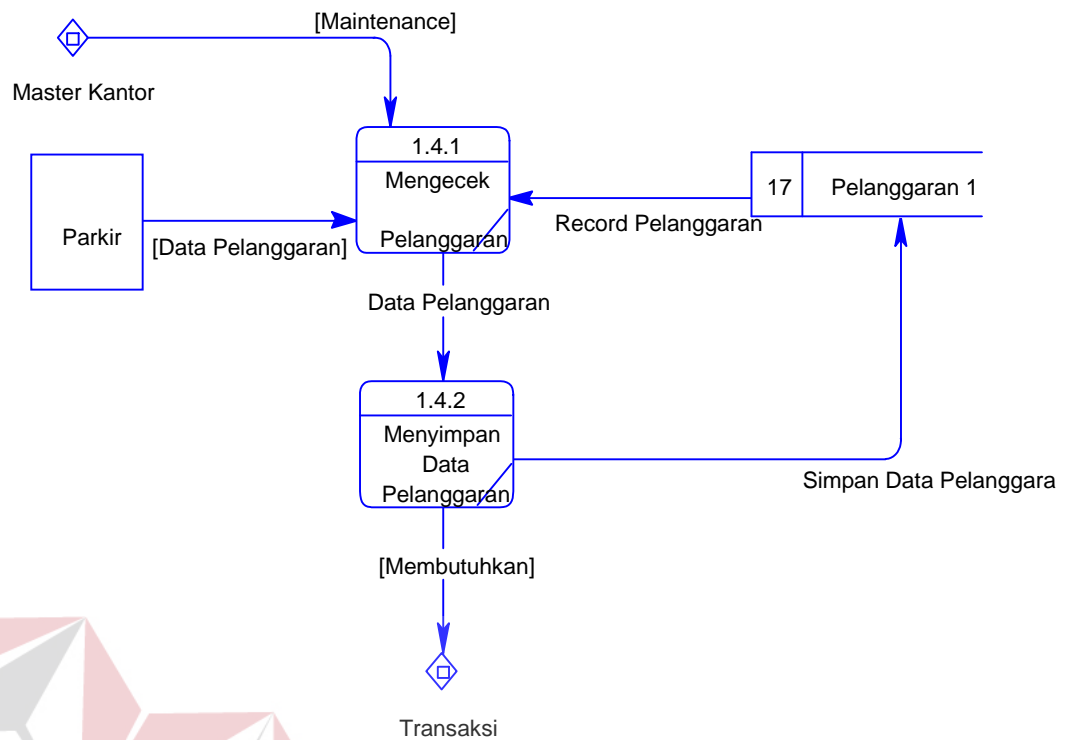 [Maintenance]
Master Kantor
1.4.1
Mengecek
Pelanggaran
17
Pelanggaran 1
Parkir
[Data Pelanggaran]
Record Pelanggaran
Data Pelanggaran
1.4.2
Menyimpan
Data
Pelanggaran
Simpan Data Pelanggara
[Membutuhkan]
Transaksi